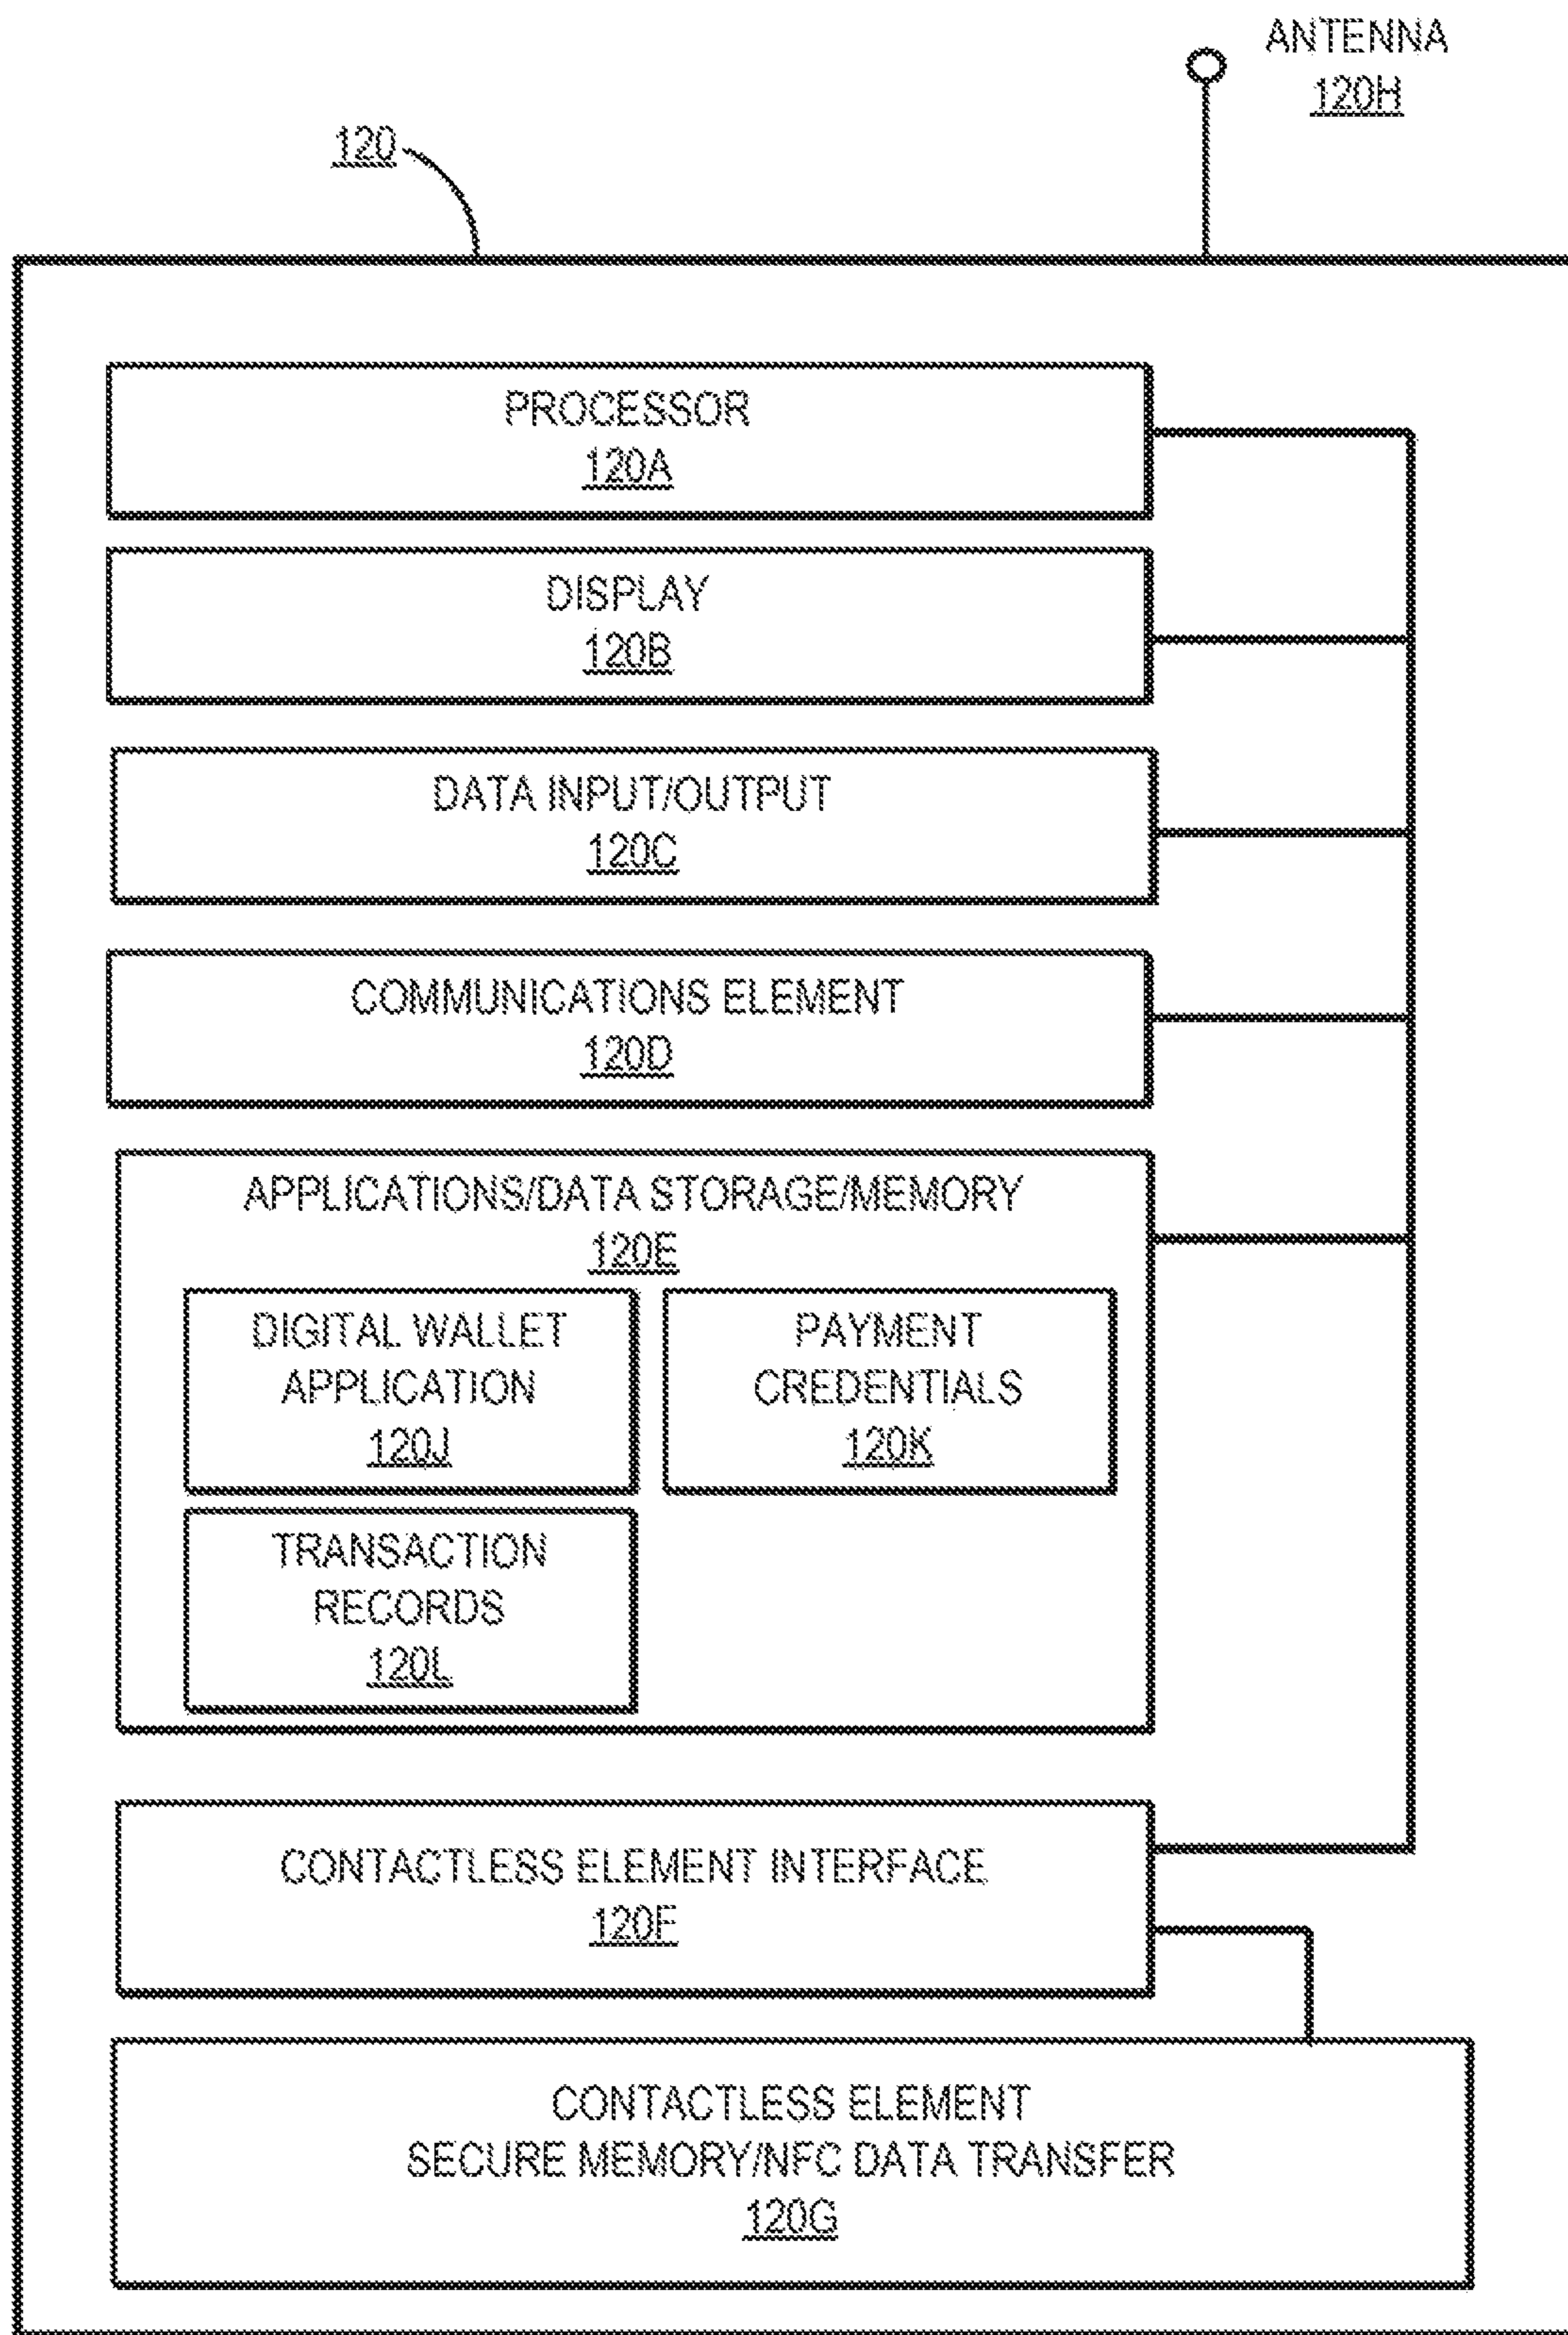 ANTENNA
120H
120
PROCESSOR
120A
DISPLAY
120B
DATA INPUT/OUTPUT
120C
COMMUNICATIONS ELEMENT
120D
APPLICATIONS/DATA STORAGE/MEMORY
120E
DIGITAL WALLET
APPLICATION
120J
PAYMENT
CREDENTIALS
120K
TRANSACTION
RECORDS
120L
CONTACTLESS ELEMENT INTERFACE
120F
CONTACTLESS ELEMENT
SECURE MEMORY/NFC DATA TRANSFER
120G